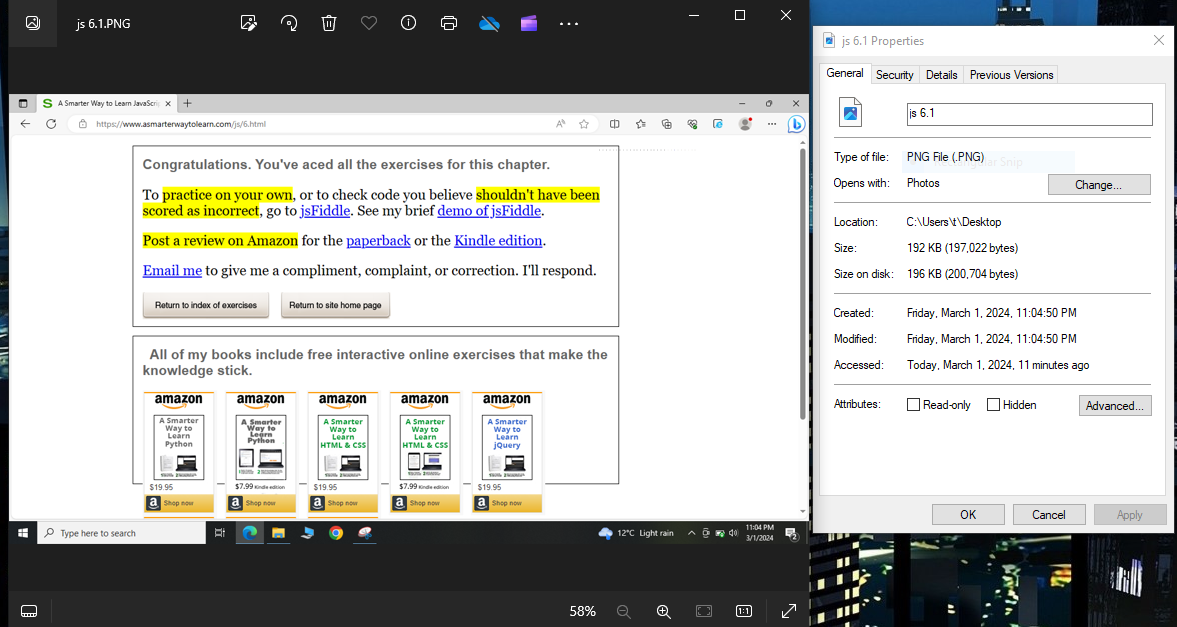 js 6.1.PNG
A Smarter Way to Learn JavaScri
https://www.asmarterwaytolearn.com/js/6.html
Congratulations. You've aced all the exercises for this chapter.
To practice on your own, or to check code you believe shouldn't have been
scored as incorrect, go to jsFiddle. See my brief demo of jsFiddle.
Post a review on Amazon for the paperback or the Kindle edition.
Email me to give me a compliment, complaint, or correction. I'll respond.
Return to index of exercises
Return to site home page
All of my books include free interactive online exercises that make the
knowledge stick.
amazon
A Smarter
Way to
Learn
Python
$19.95
a Shop now
amazon
A Smarter
Way to
Learn
Python
$7.99 Kindle edition
a Shop now
amazon
A Smarter
Way to
Learn
HTML & CSS
$19.95
a Shop now
amazon
A Smarter
Way to
Learn
HTML & CSS
$7.99 Kindle edition
a Shop now
amazon
A Smarter
Way to
Learn
jQuery
$19.95
a Shop now
Type here to search
12°C Light rain
11:04 PM
3/1/2024
2
58%
1:1
js 6.1 Properties
General Security Details Previous Versions
js 6.1
Type of file: PNG File (.PNG)
Snip
Opens with: Photos
Change...
Location: C:\Users\t\Desktop
Size: 192 KB (197,022 bytes)
Size on disk: 196 KB (200,704 bytes)
Created: Friday, March 1, 2024, 11:04:50 PM
Modified: Friday, March 1, 2024, 11:04:50 PM
Accessed: Today, March 1, 2024, 11 minutes ago
Attributes: Read-only Hidden
Advanced...
OK Cancel Apply